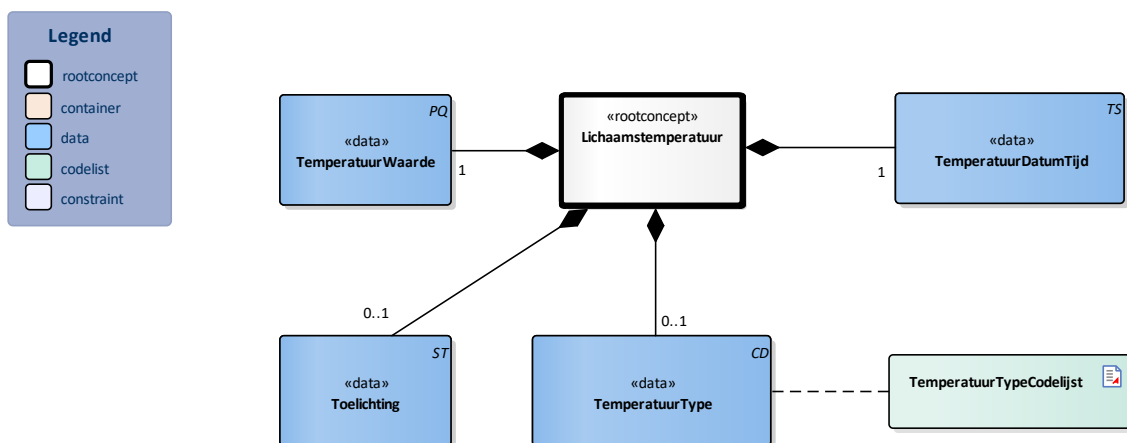 Legend
rootconcept
container
data
codelist
constraint
PQ
«data»
TemperatuurWaarde
1
«rootconcept»
Lichaamstemperatuur
TS
«data»
TemperatuurDatumTijd
1
0..1
0..1
ST
«data»
Toelichting
CD
«data»
TemperatuurType
TemperatuurTypeCodelijst